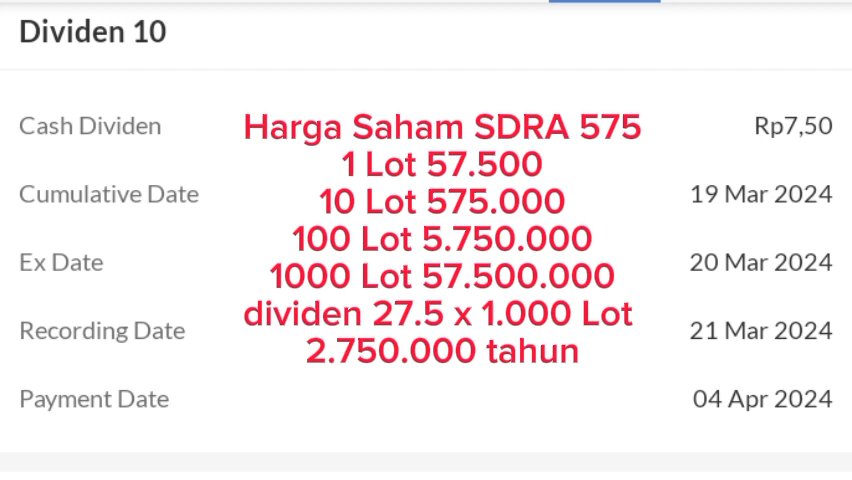 Dividen 10
Cash Dividen
Rp7,50
Cumulative Date
19 Mar 2024
Ex Date
20 Mar 2024
Recording Date
21 Mar 2024
Payment Date
04 Apr 2024
Harga Saham SDRA 575
1 Lot 57.500
10 Lot 575.000
100 Lot 5.750.000
1000 Lot 57.500.000
dividen 27.5 x 1.000 Lot
2.750.000 tahun